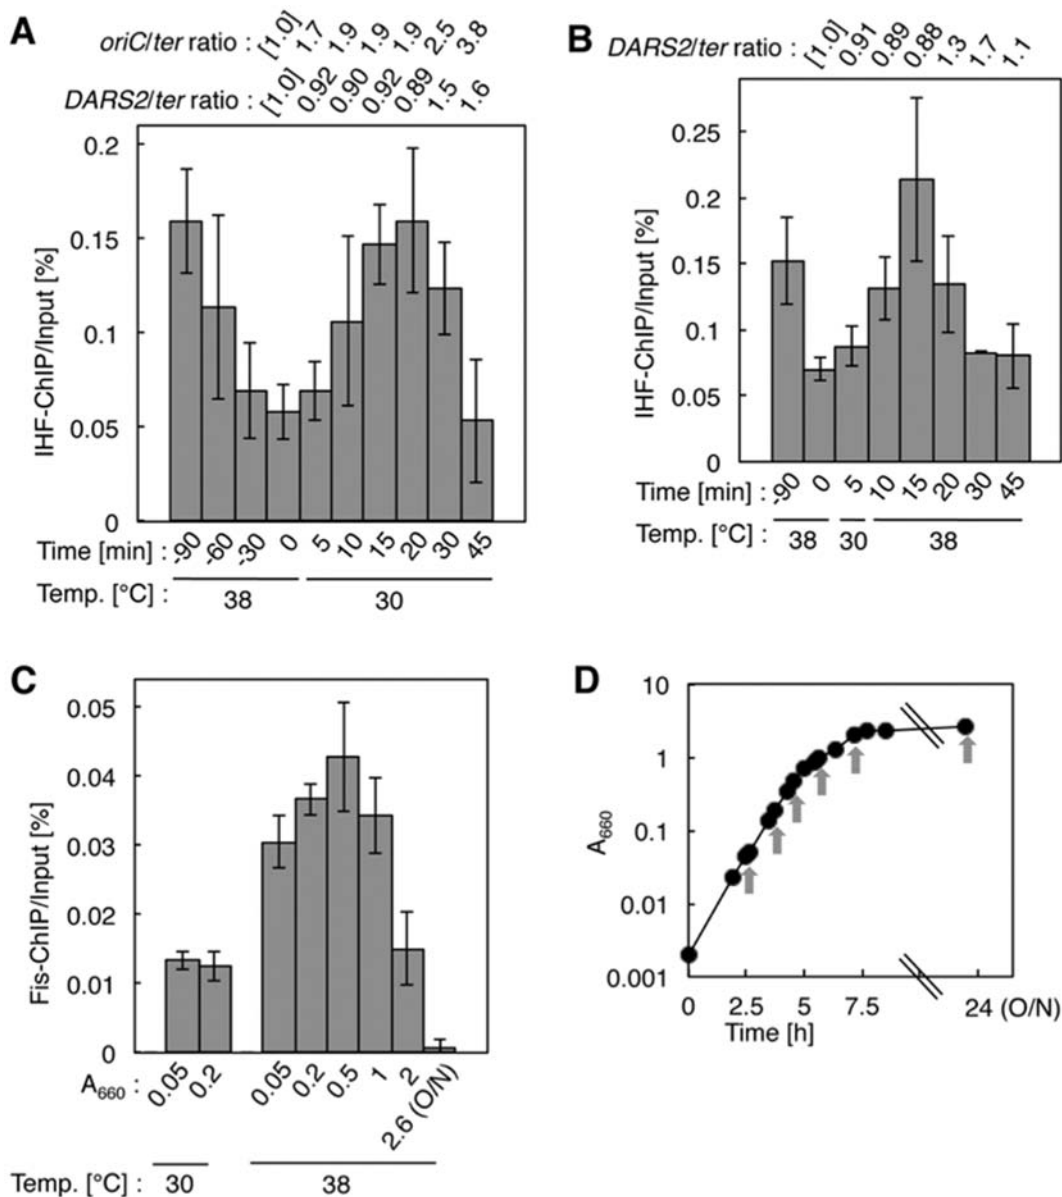 A
oriC/ter ratio : [1.0] 1.7 1.9 1.9 1.9 2.5 3.8
DARS2/ter ratio : [1.0] 0.92 0.90 0.92 0.89 1.5 1.6
IHF-ChIP/Input [%]
0.2
0.15
0.1
0.05
0
Time [min] : -90 -60 -30 0 5 10 15 20 30 45
Temp. [°C] : 38 30
B
DARS2/ter ratio : [1.0] 0.91 0.89 0.88 1.3 1.7 1.1
IHF-ChIP/Input [%]
0.25
0.2
0.15
0.1
0.05
0
Time [min] : -90 0 5 10 15 20 30 45
Temp. [°C] : 38 30 38
C
Fis-ChIP/Input [%]
0.05
0.04
0.03
0.02
0.01
0
A660 : 0.05 0.2 0.05 0.2 0.5 1 2 2.6 (O/N)
Temp. [°C] : 30 38
D
A660
10
1
0.1
0.01
0.001
0 2.5 5 7.5 24 (O/N)
Time [h]